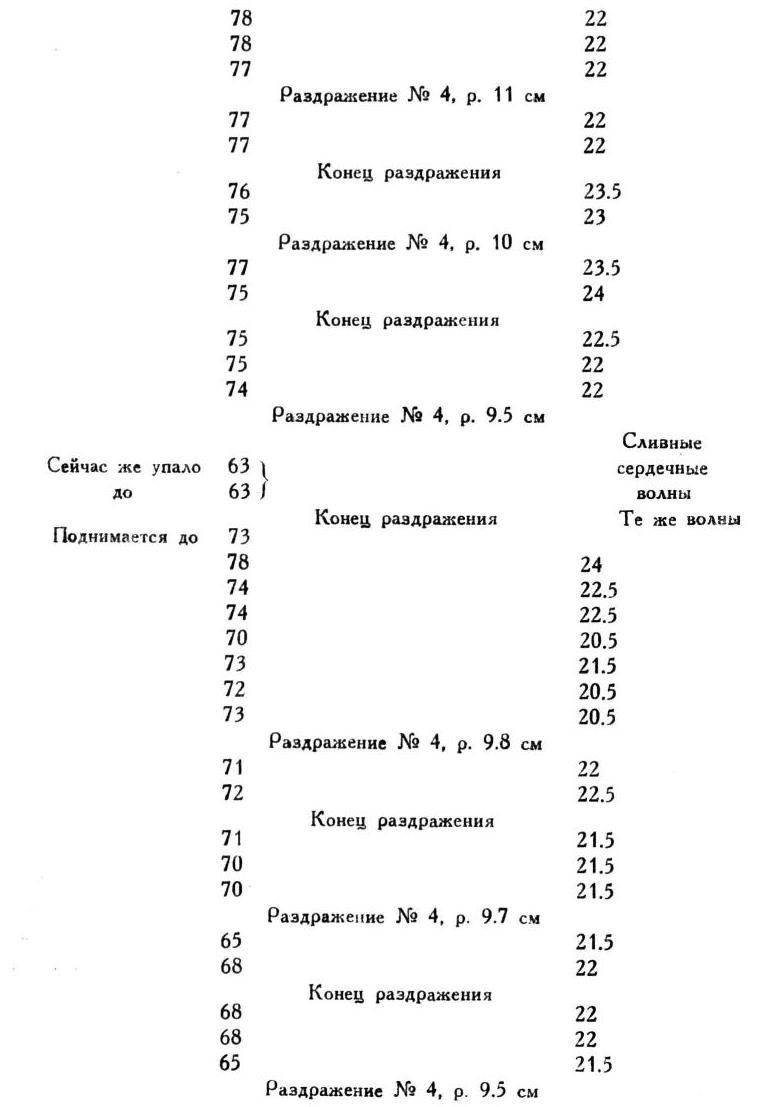 78 22
78 22
77 22
Раздражение № 4, р. 11 см
77 22
77 22
Конец раздражения
76 23.5
75 23
Раздражение № 4, р. 10 см
77 23.5
75 24
Конец раздражения
75 22.5
75 22
74 22
Раздражение № 4, р. 9.5 см
Сливные
Сейчас же упало 63 } сердечные
до 63 волны
Конец раздражения Те же волны
Поднимается до 73
78 24
74 22.5
74 22.5
70 20.5
73 21.5
72 20.5
73 20.5
Раздражение № 4, р. 9.8 см
71 22
72 22.5
Конец раздражения
71 21.5
70 21.5
70 21.5
Раздражение № 4, р. 9.7 см
65 21.5
68 22
Конец раздражения
68 22
68 22
65 21.5
Раздражение № 4, р. 9.5 см